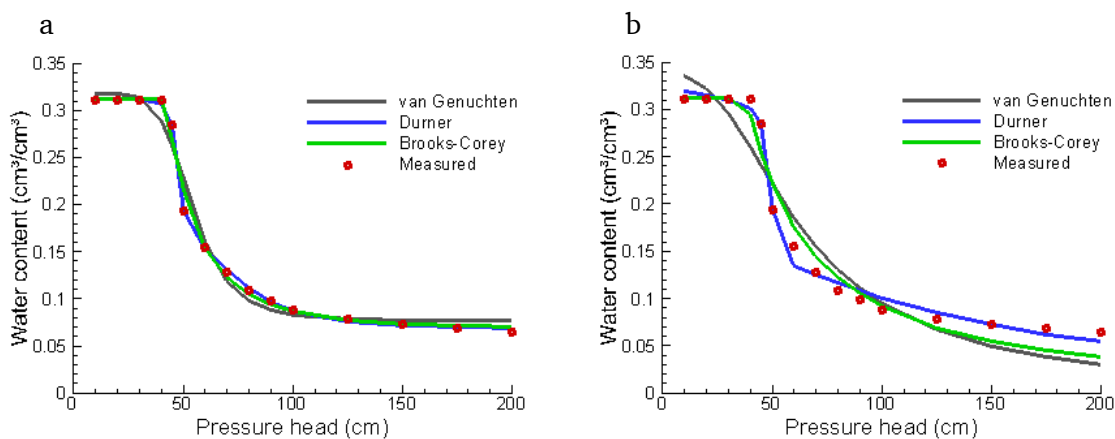 a
0.35
0.3
0.25
0.2
0.15
0.1
0.05
0
Water content (cm³/cm³)
van Genuchten
Durner
Brooks-Corey
Measured
0 50 100 150 200
Pressure head (cm)
b
0.35
0.3
0.25
0.2
0.15
0.1
0.05
0
Water content (cm³/cm³)
van Genuchten
Durner
Brooks-Corey
Measured
0 50 100 150 200
Pressure head (cm)